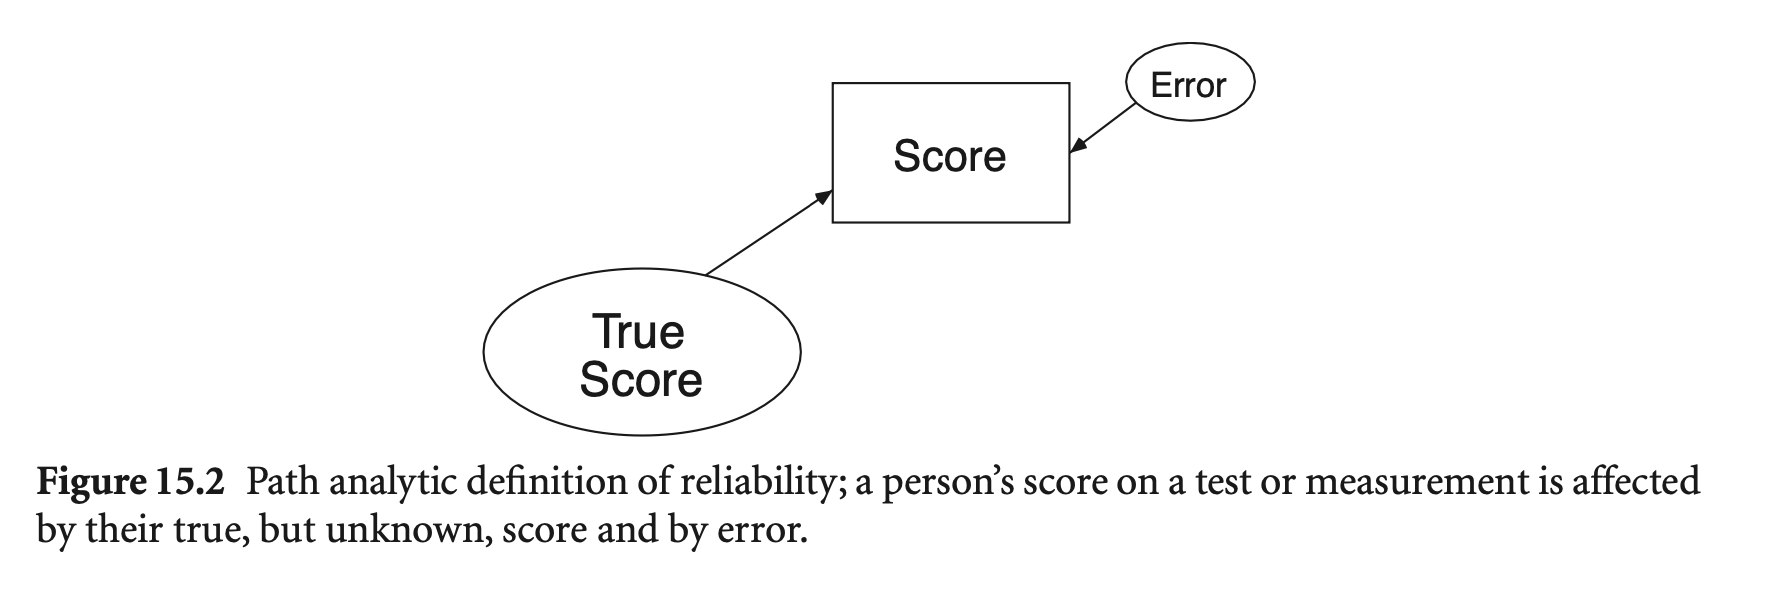 Error
Score
True
Score
Figure 15.2 Path analytic definition of reliability; a person’s score on a test or measurement is affected
by their true, but unknown, score and by error.